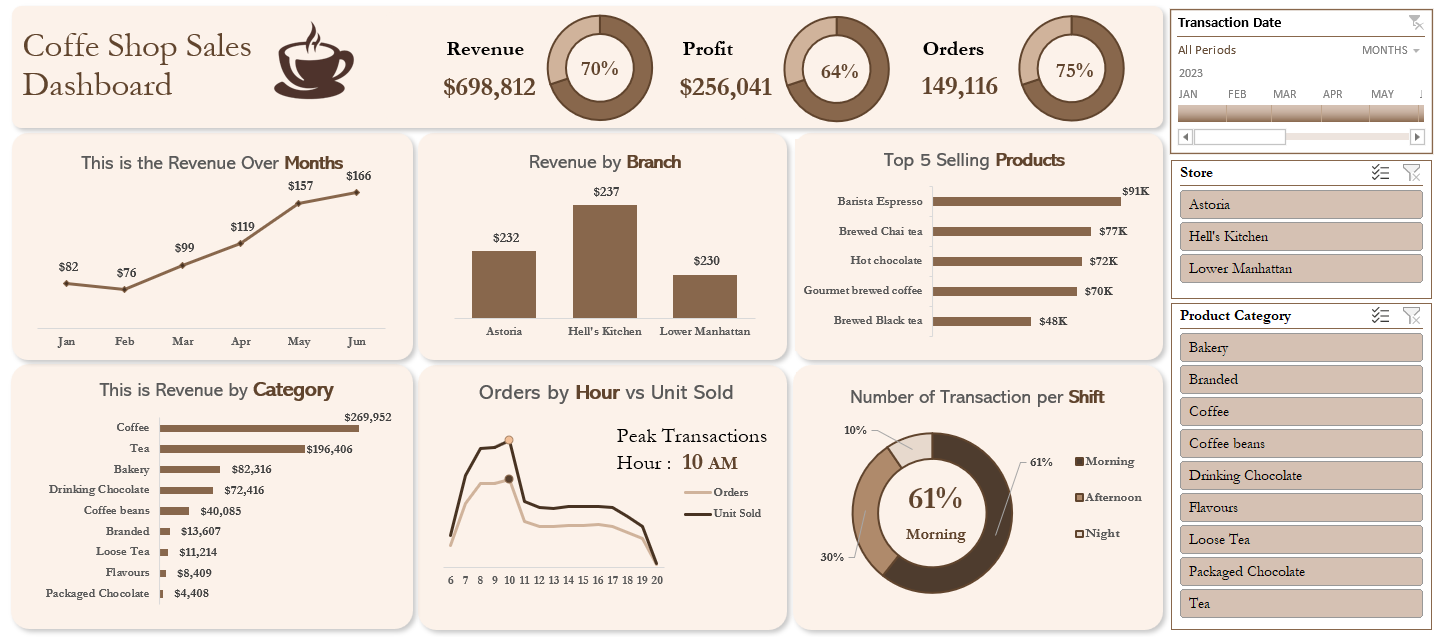 Coffe Shop Sales
Dashboard
Revenue
$698,812
70%
Profit
$256,041
64%
Orders
149,116
75%
Transaction Date
All Periods
MONTHS
2023
JAN FEB MAR APR MAY J
This is the Revenue Over Months
$82
$76
$99
$119
$157
$166
Jan Feb Mar Apr May Jun
Revenue by Branch
$232
$237
$230
Astoria Hell's Kitchen Lower Manhattan
Top 5 Selling Products
Barista Espresso $91K
Brewed Chai tea $77K
Hot chocolate $72K
Gourmet brewed coffee $70K
Brewed Black tea $48K
Store
Astoria
Hell's Kitchen
Lower Manhattan
This is Revenue by Category
Coffee $269,952
Tea $196,406
Bakery $82,316
Drinking Chocolate $72,416
Coffee beans $40,085
Branded $13,607
Loose Tea $11,214
Flavours $8,409
Packaged Chocolate $4,408
Orders by Hour vs Unit Sold
Peak Transactions
Hour : 10 AM
Orders
Unit Sold
6 7 8 9 10 11 12 13 14 15 16 17 18 19 20
Number of Transaction per Shift
10%
61%
30%
61%
Morning
Morning
Afternoon
Night
Product Category
Bakery
Branded
Coffee
Coffee beans
Drinking Chocolate
Flavours
Loose Tea
Packaged Chocolate
Tea